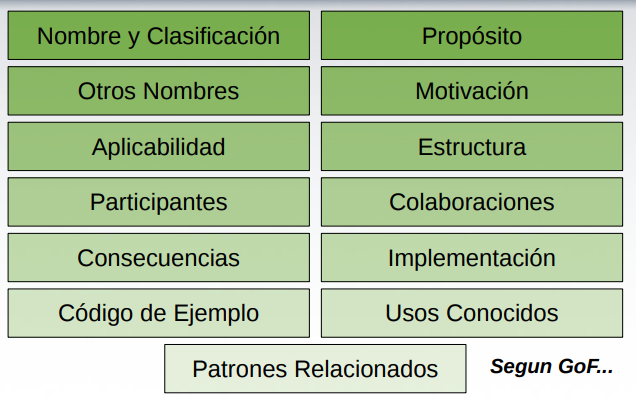 Nombre y Clasificación
Propósito
Otros Nombres
Motivación
Aplicabilidad
Estructura
Participantes
Colaboraciones
Consecuencias
Implementación
Código de Ejemplo
Usos Conocidos
Patrones Relacionados
Segun GoF...